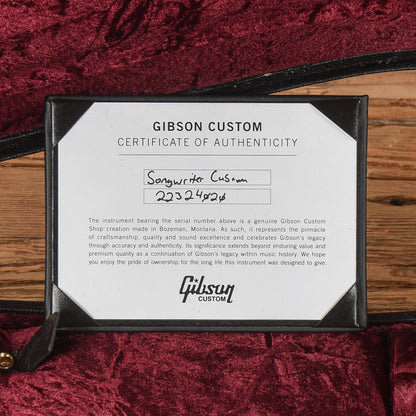 GIBSON CUSTOM
CERTIFICATE OF AUTHENTICITY
Songwriter Custom
22324020
The instrument bearing the serial number above is a genuine Gibson Custom
Shop creation made in Bozeman, Montana. As such, it represents the pinnacle
of craftsmanship, quality and sound excellence and celebrates Gibson's legacy
through accuracy and authenticity. Its significance extends beyond enduring value and
premium quality as a continuation of Gibson's legacy within music history. We hope
you enjoy the pride of ownership for the long life this instrument was designed to give.
Gibson
CUSTOM